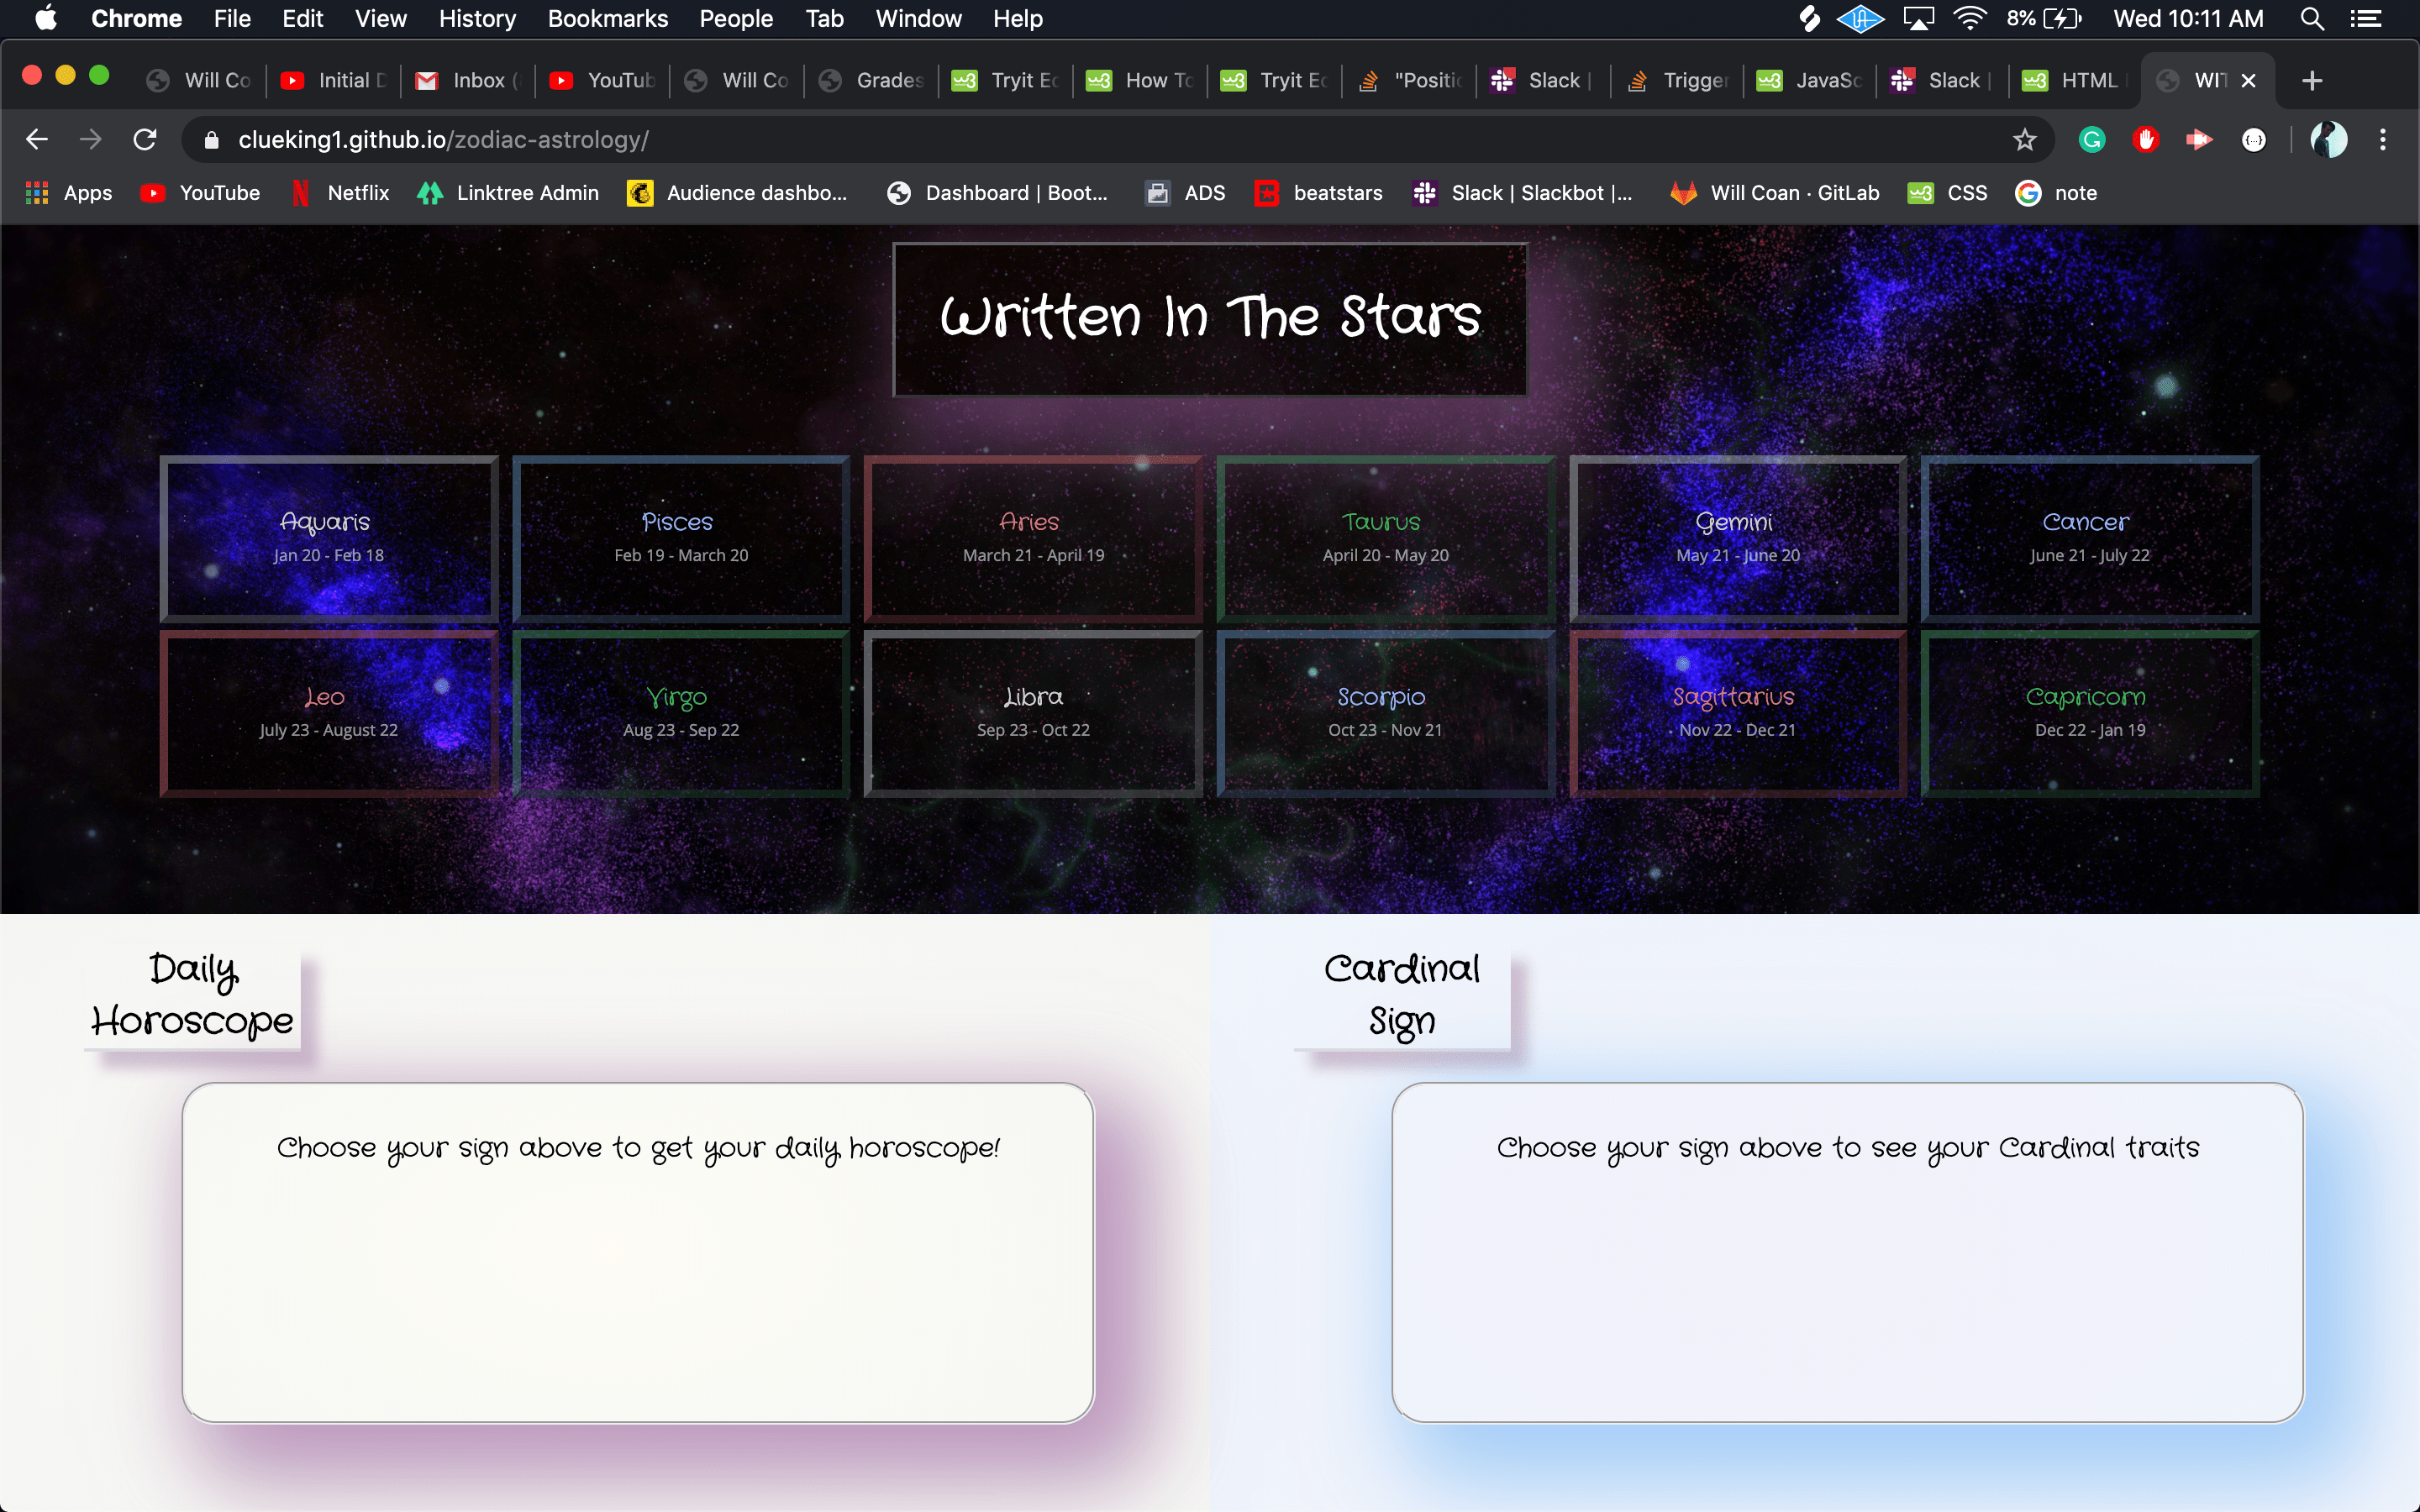 Chrome File Edit View History Bookmarks People Tab Window Help 8% Wed 10:11 AM
Will Co Initial D Inbox ( YouTub Will Co Grades Tryit Ec How To Tryit Ec "Positic Slack | Trigger JavaSc Slack | HTML WIT
clueking1.github.io/zodiac-astrology/
Apps YouTube Netflix Linktree Admin Audience dashbo... Dashboard | Boot... ADS beatstars Slack | Slackbot |... Will Coan · GitLab CSS note
Written In The Stars
Aquaris Pisces Aries Taurus Gemini Cancer
Jan 20 - Feb 18 Feb 19 - March 20 March 21 - April 19 April 20 - May 20 May 21 - June 20 June 21 - July 22
Leo Virgo Libra Scorpio Sagittarius Capricorn
July 23 - August 22 Aug 23 - Sep 22 Sep 23 - Oct 22 Oct 23 - Nov 21 Nov 22 - Dec 21 Dec 22 - Jan 19
Daily
Horoscope
Choose your sign above to get your daily horoscope!
Cardinal
Sign
Choose your sign above to see your Cardinal traits